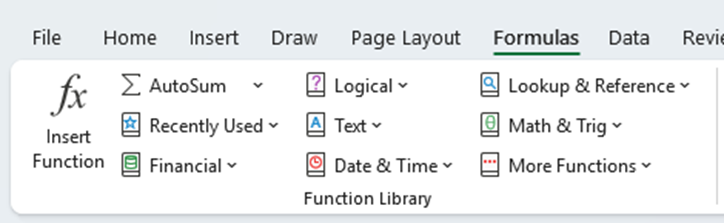 File Home Insert Draw Page Layout Formulas Data
fx
Insert
Function
AutoSum
Recently Used
Financial
Logical
Text
Date & Time
Lookup & Reference
Math & Trig
More Functions
Function Library